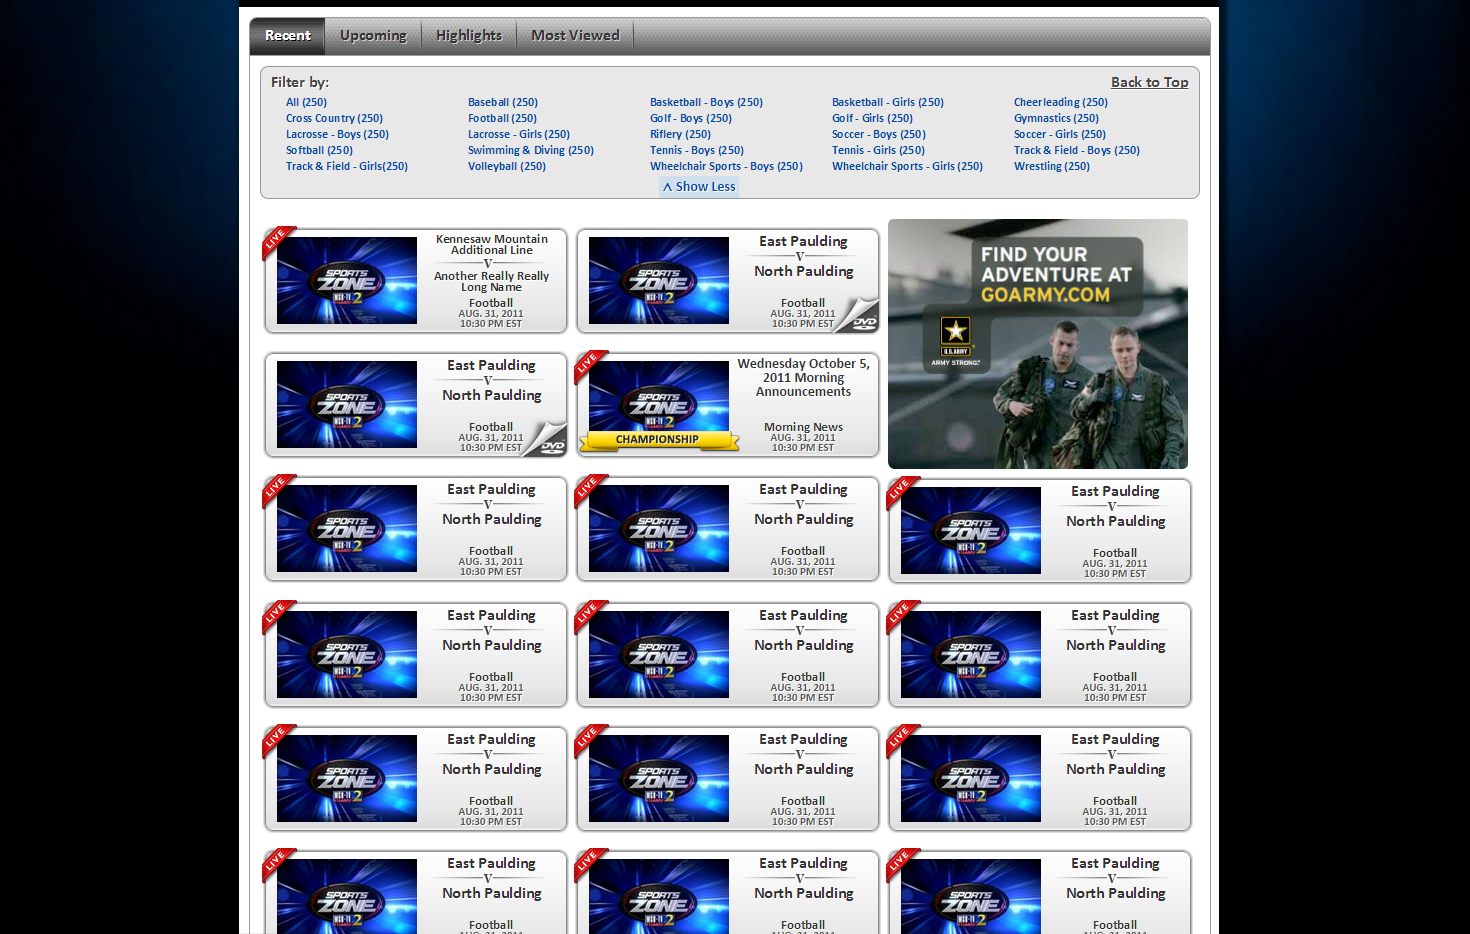 Recent Upcoming Highlights Most Viewed
Filter by: Back to Top
All (250) Baseball (250) Basketball - Boys (250) Basketball - Girls (250) Cheerleading (250)
Cross Country (250) Football (250) Golf - Boys (250) Golf - Girls (250) Gymnastics (250)
Lacrosse - Boys (250) Lacrosse - Girls (250) Riflery (250) Soccer - Boys (250) Soccer - Girls (250)
Softball (250) Swimming & Diving (250) Tennis - Boys (250) Tennis - Girls (250) Track & Field - Boys (250)
Track & Field - Girls(250) Volleyball (250) Wheelchair Sports - Boys (250) Wheelchair Sports - Girls (250) Wrestling (250)
Show Less
LIVE
SPORTS
ZONE
WSB-TV 2
Kennesaw Mountain
Additional Line
V
Another Really Really
Long Name
Football
AUG. 31, 2011
10:30 PM EST
SPORTS
ZONE
WSB-TV 2
East Paulding
V
North Paulding
Football
AUG. 31, 2011
10:30 PM EST
DVD
FIND YOUR
ADVENTURE AT
GOARMY.COM
U.S.ARMY
ARMY STRONG.
SPORTS
ZONE
WSB-TV 2
East Paulding
V
North Paulding
Football
AUG. 31, 2011
10:30 PM EST
DVD
LIVE
SPORTS
ZONE
2
CHAMPIONSHIP
Wednesday October 5,
2011 Morning
Announcements
Morning News
AUG. 31, 2011
10:30 PM EST
LIVE
SPORTS
ZONE
WSB-TV 2
East Paulding
V
North Paulding
Football
AUG. 31, 2011
10:30 PM EST
LIVE
SPORTS
ZONE
WSB-TV 2
East Paulding
V
North Paulding
Football
AUG. 31, 2011
10:30 PM EST
LIVE
SPORTS
ZONE
WSB-TV 2
East Paulding
V
North Paulding
Football
AUG. 31, 2011
10:30 PM EST
LIVE
SPORTS
ZONE
WSB-TV 2
East Paulding
V
North Paulding
Football
AUG. 31, 2011
10:30 PM EST
LIVE
SPORTS
ZONE
WSB-TV 2
East Paulding
V
North Paulding
Football
AUG. 31, 2011
10:30 PM EST
LIVE
SPORTS
ZONE
WSB-TV 2
East Paulding
V
North Paulding
Football
AUG. 31, 2011
10:30 PM EST
LIVE
SPORTS
ZONE
WSB-TV 2
East Paulding
V
North Paulding
Football
AUG. 31, 2011
10:30 PM EST
LIVE
SPORTS
ZONE
WSB-TV 2
East Paulding
V
North Paulding
Football
AUG. 31, 2011
10:30 PM EST
LIVE
SPORTS
ZONE
WSB-TV 2
East Paulding
V
North Paulding
Football
AUG. 31, 2011
10:30 PM EST
LIVE
SPORTS
ZONE
WSB-TV 2
East Paulding
V
North Paulding
Football
LIVE
SPORTS
ZONE
WSB-TV 2
East Paulding
V
North Paulding
Football
LIVE
SPORTS
ZONE
WSB-TV 2
East Paulding
V
North Paulding
Football